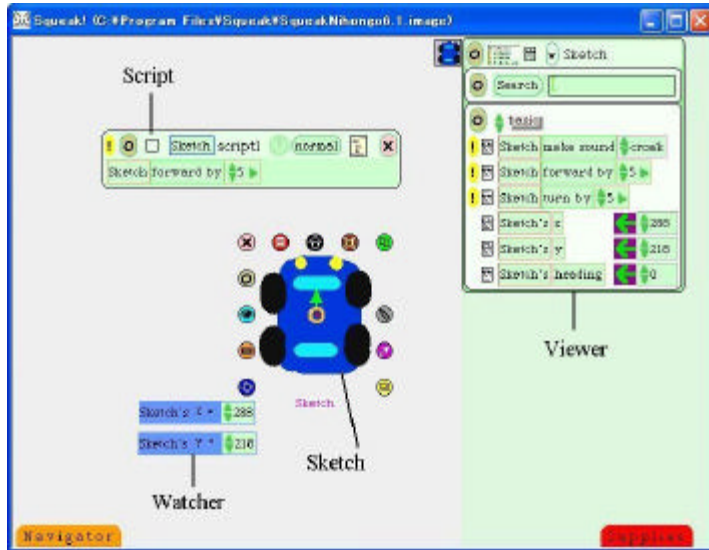 Squeak! (C:¥Program Files¥Squeak¥SqueakNihongo6.1.image)
Script
Sketch
Search
basic
! Sketch script1 normal
Sketch forward by 5
! Sketch make sound croak
! Sketch forward by 5
! Sketch turn by 5
Sketch's x 288
Sketch's y 218
Sketch's heading 0
Viewer
Sketch
Sketch's X = 288
Sketch's Y = 218
Sketch
Watcher
Navigator
Supplies